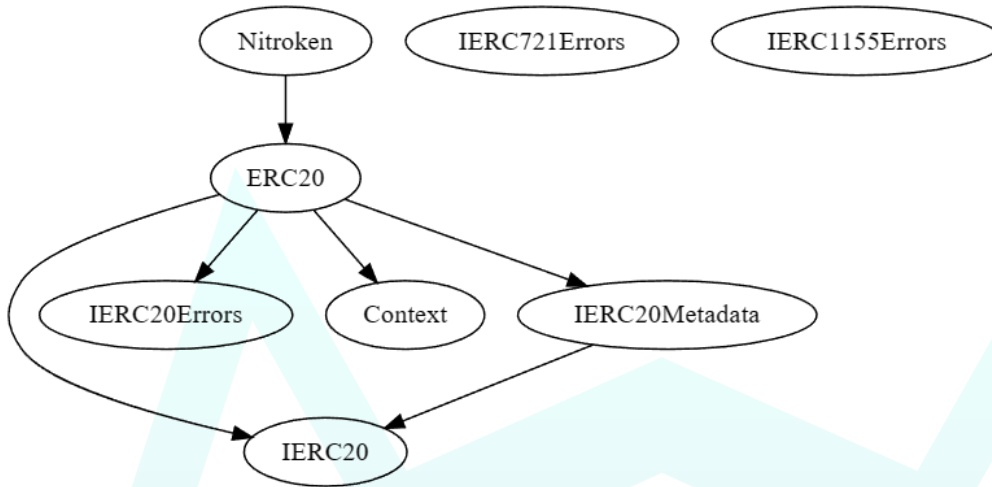 Nitroken
IERC721Errors
IERC1155Errors
ERC20
IERC20Errors
Context
IERC20Metadata
IERC20